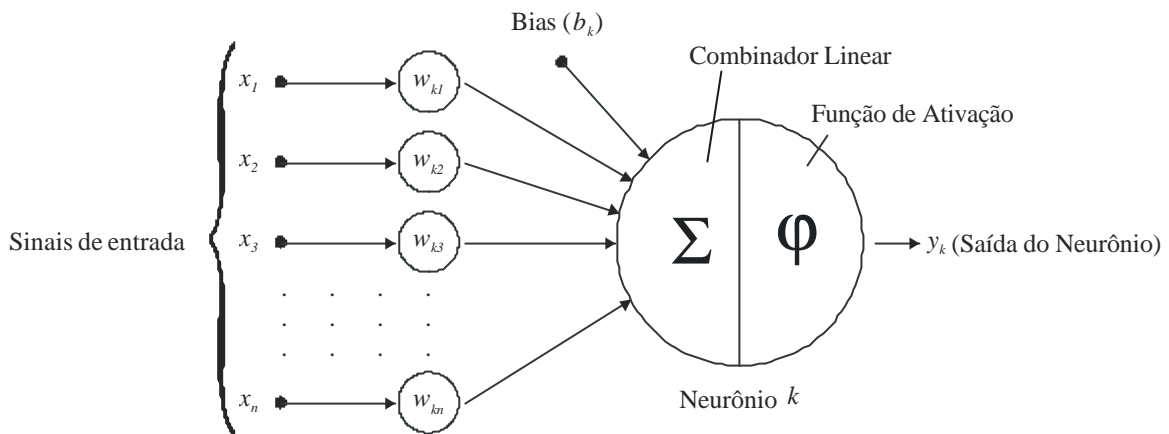 Bias (b_k)
Combinador Linear
Função de Ativação
x_1 w_k1
x_2 w_k2
Sinais de entrada x_3 w_k3 Σ φ y_k (Saída do Neurônio)
. . . .
. . . .
. . . .
x_n w_kn
Neurônio k